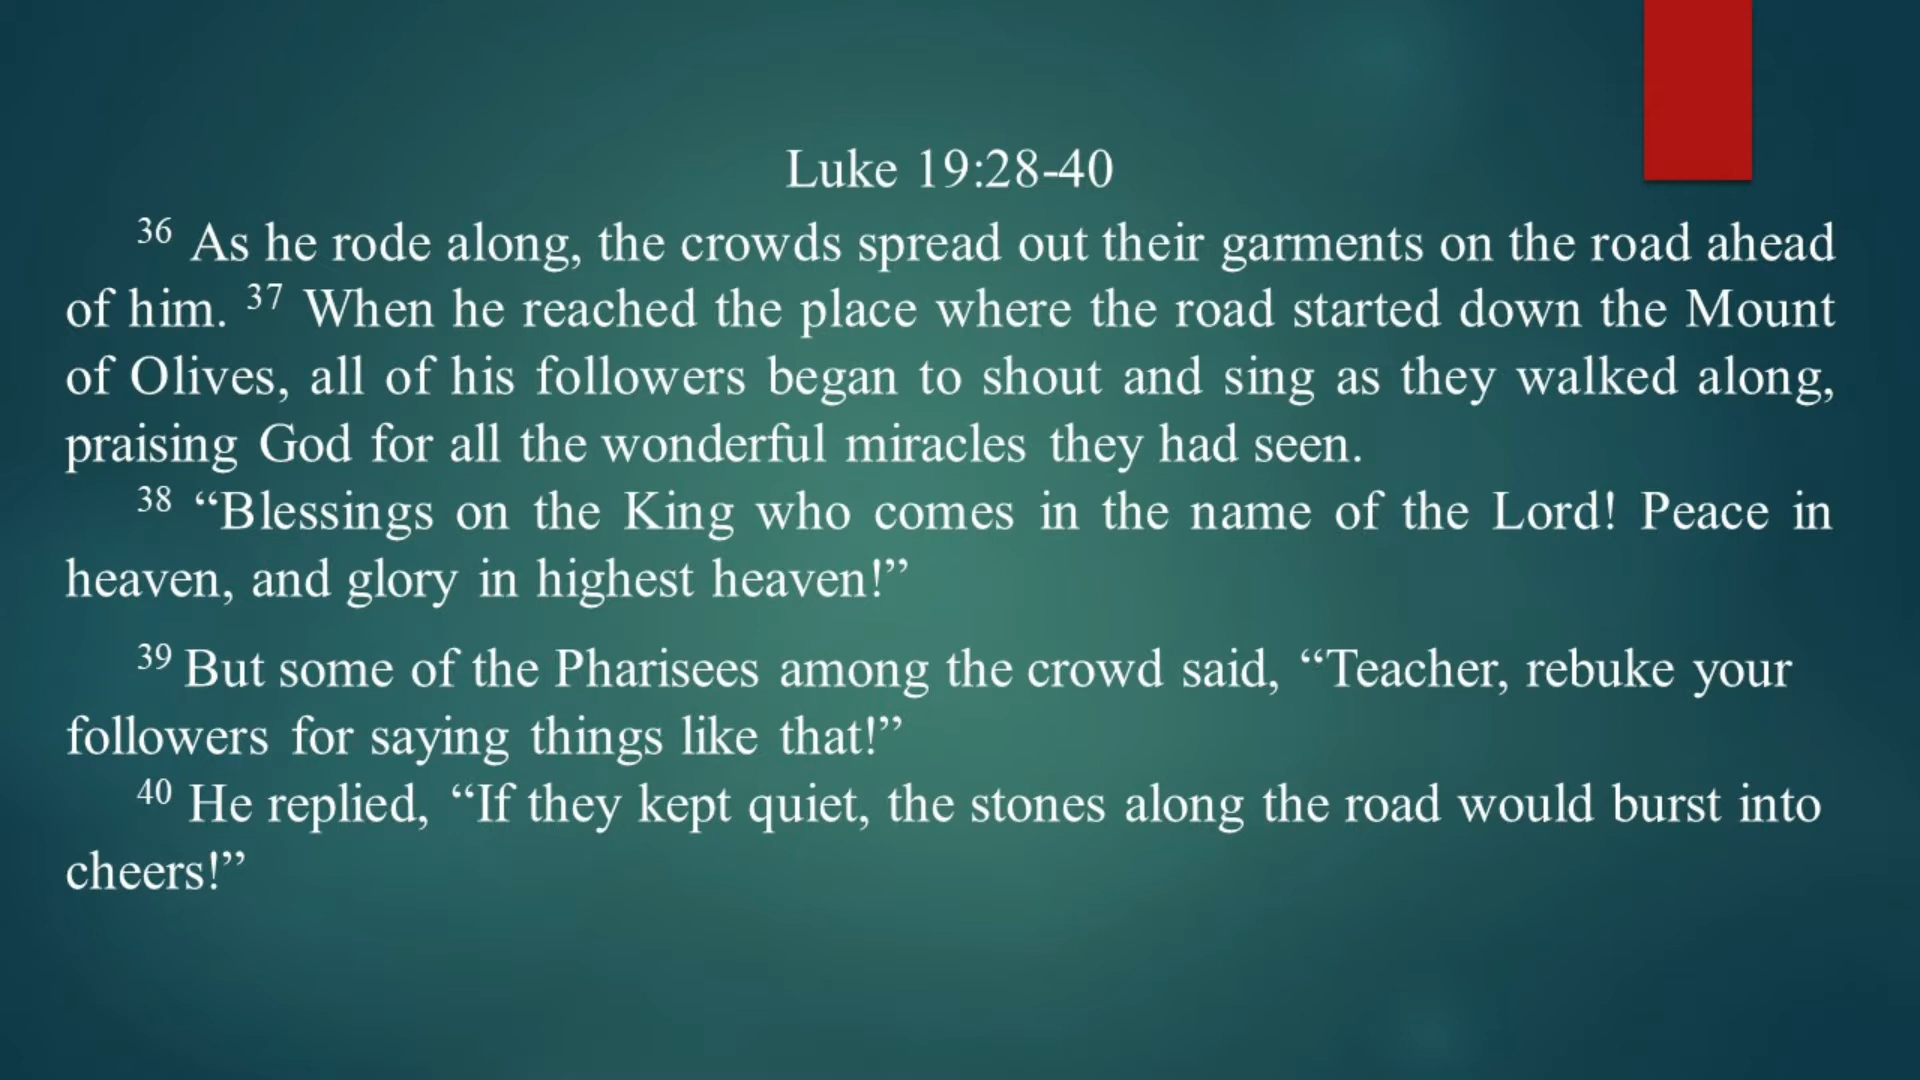 Luke 19:28-40
36 As he rode along, the crowds spread out their garments on the road ahead
of him. 37 When he reached the place where the road started down the Mount
of Olives, all of his followers began to shout and sing as they walked along,
praising God for all the wonderful miracles they had seen.
38 “Blessings on the King who comes in the name of the Lord! Peace in
heaven, and glory in highest heaven!”
39 But some of the Pharisees among the crowd said, “Teacher, rebuke your
followers for saying things like that!”
40 He replied, “If they kept quiet, the stones along the road would burst into
cheers!”